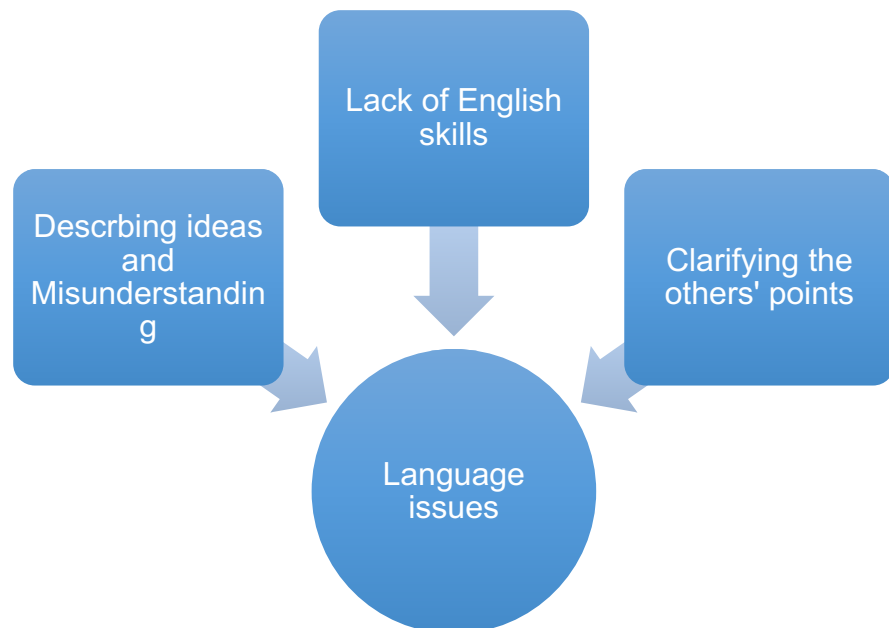 Lack of English
skills
Descrbing ideas
and
Misunderstandin
g
Clarifying the
others' points
Language
issues